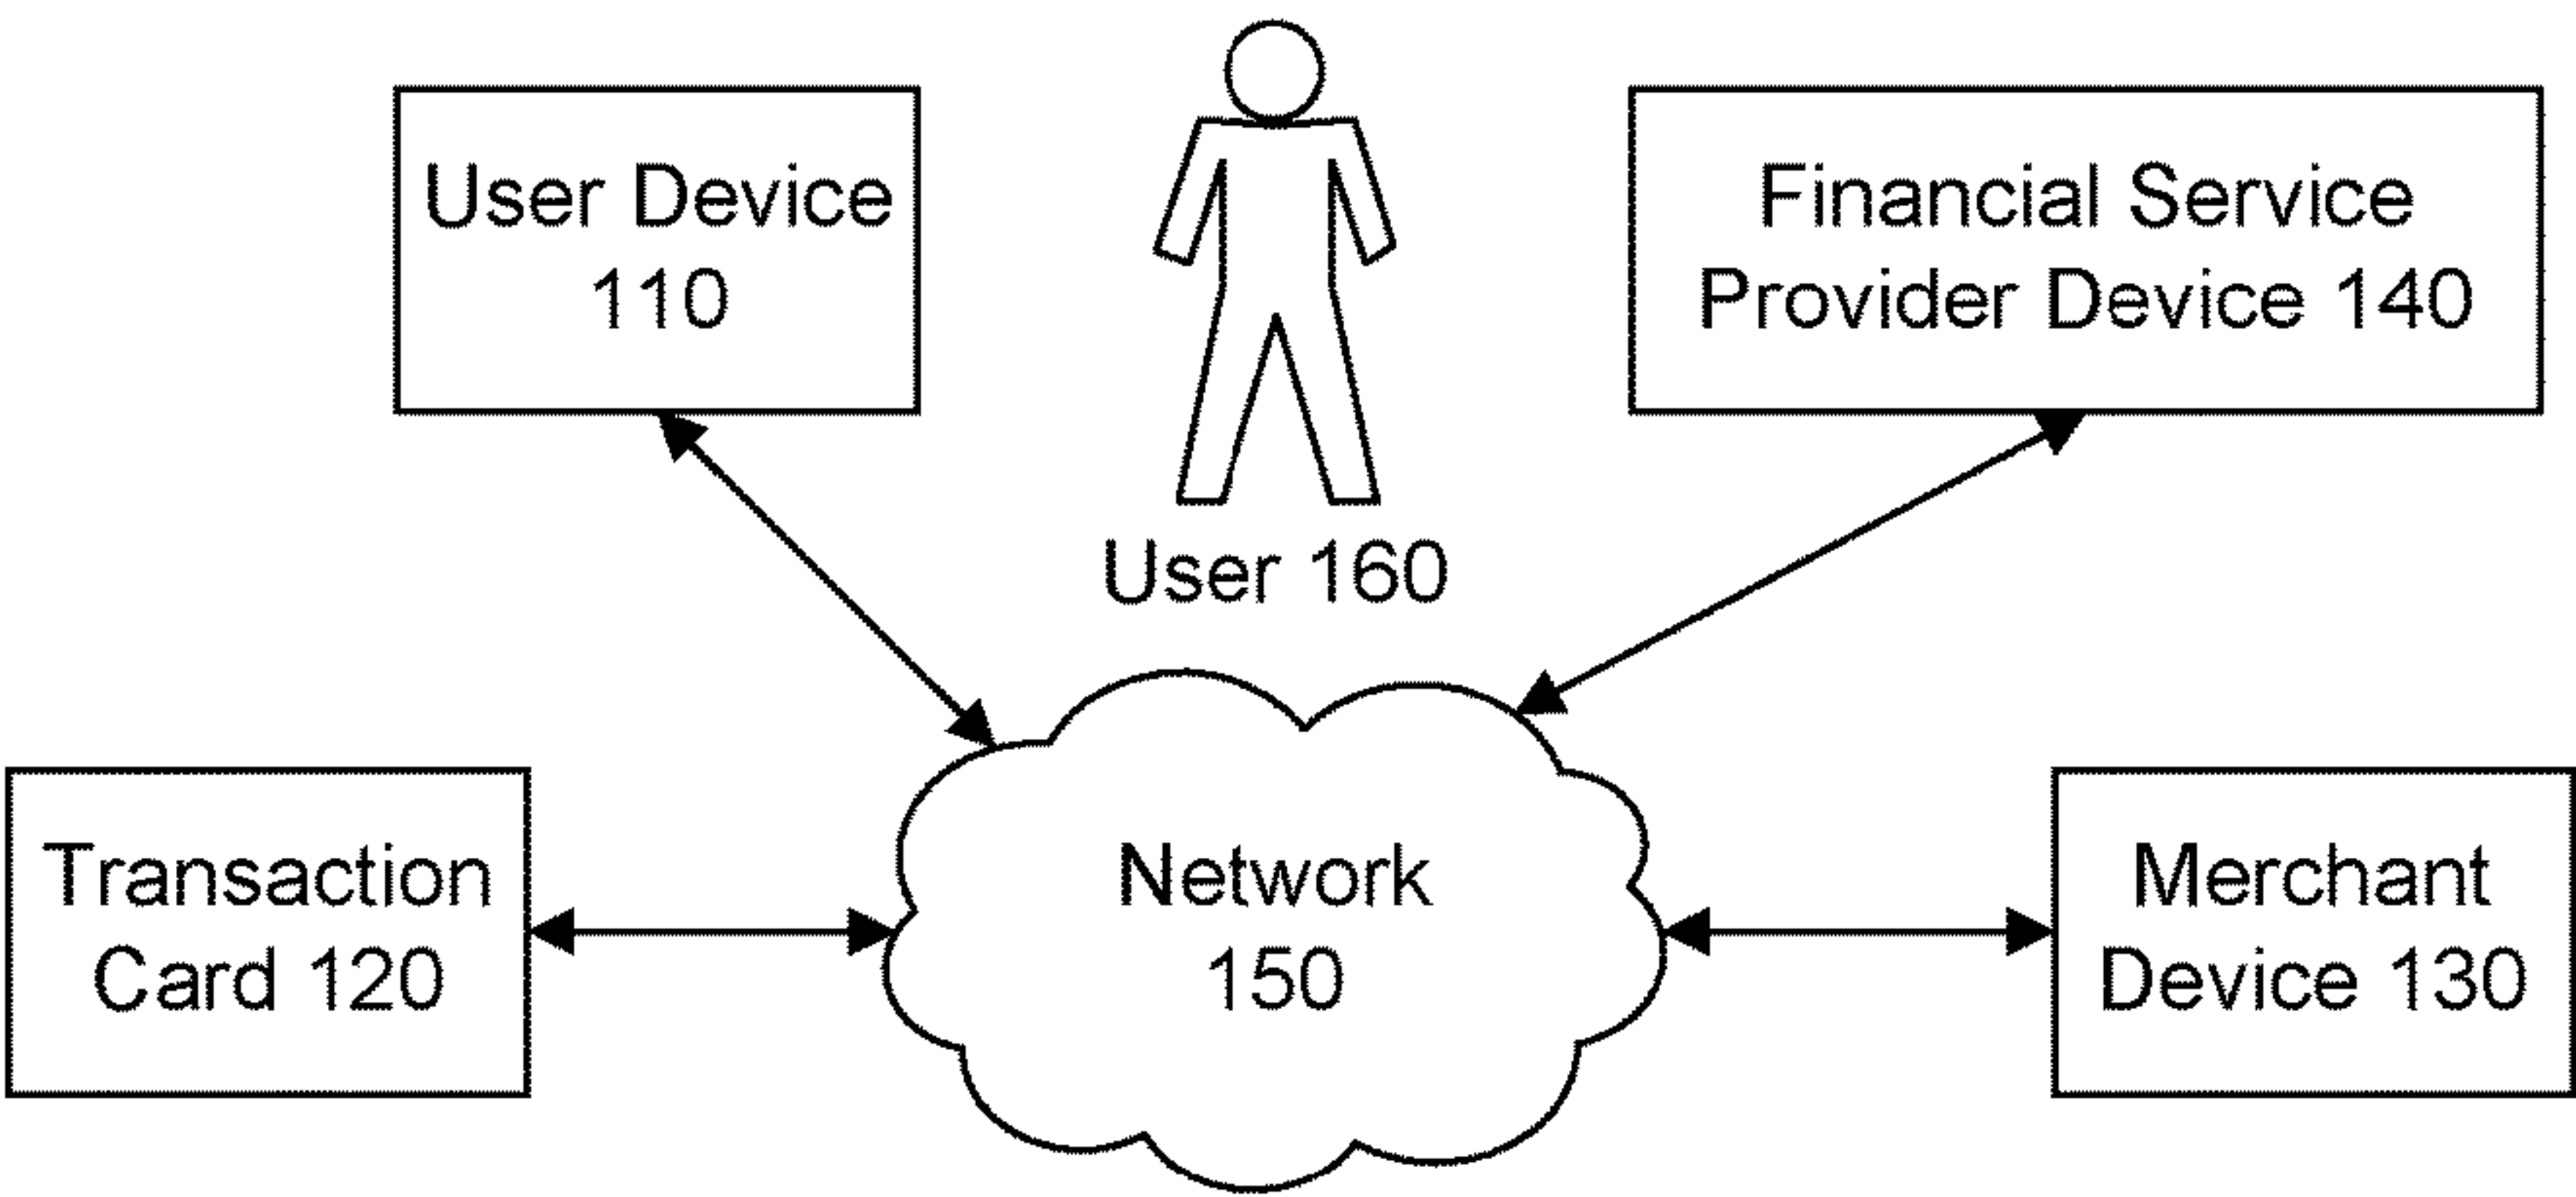 User Device
110
Financial Service
Provider Device 140
User 160
Transaction
Card 120
Network
150
Merchant
Device 130